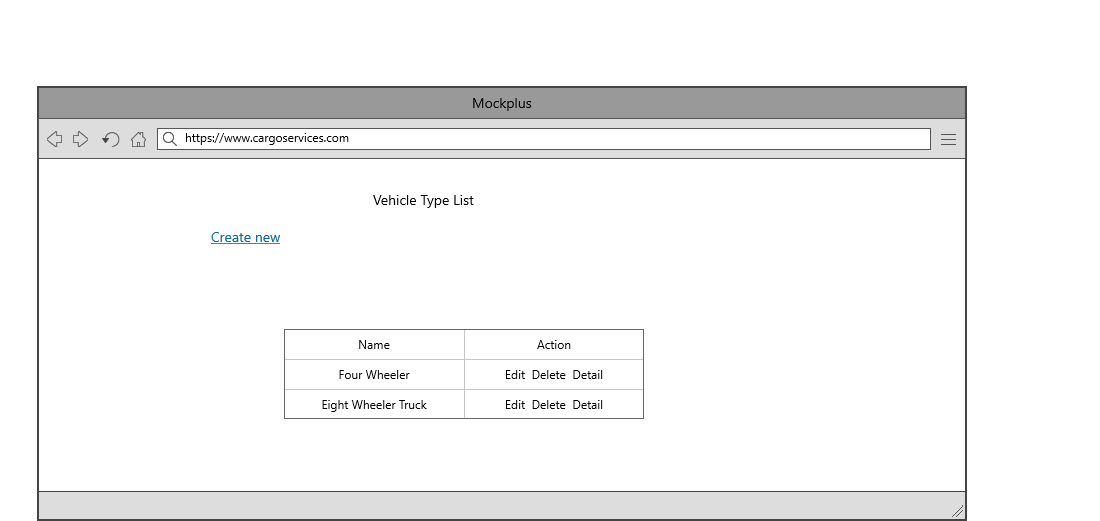 Mockplus
https://www.cargoservices.com
Vehicle Type List
Create new
Name Action
Four Wheeler Edit Delete Detail
Eight Wheeler Truck Edit Delete Detail